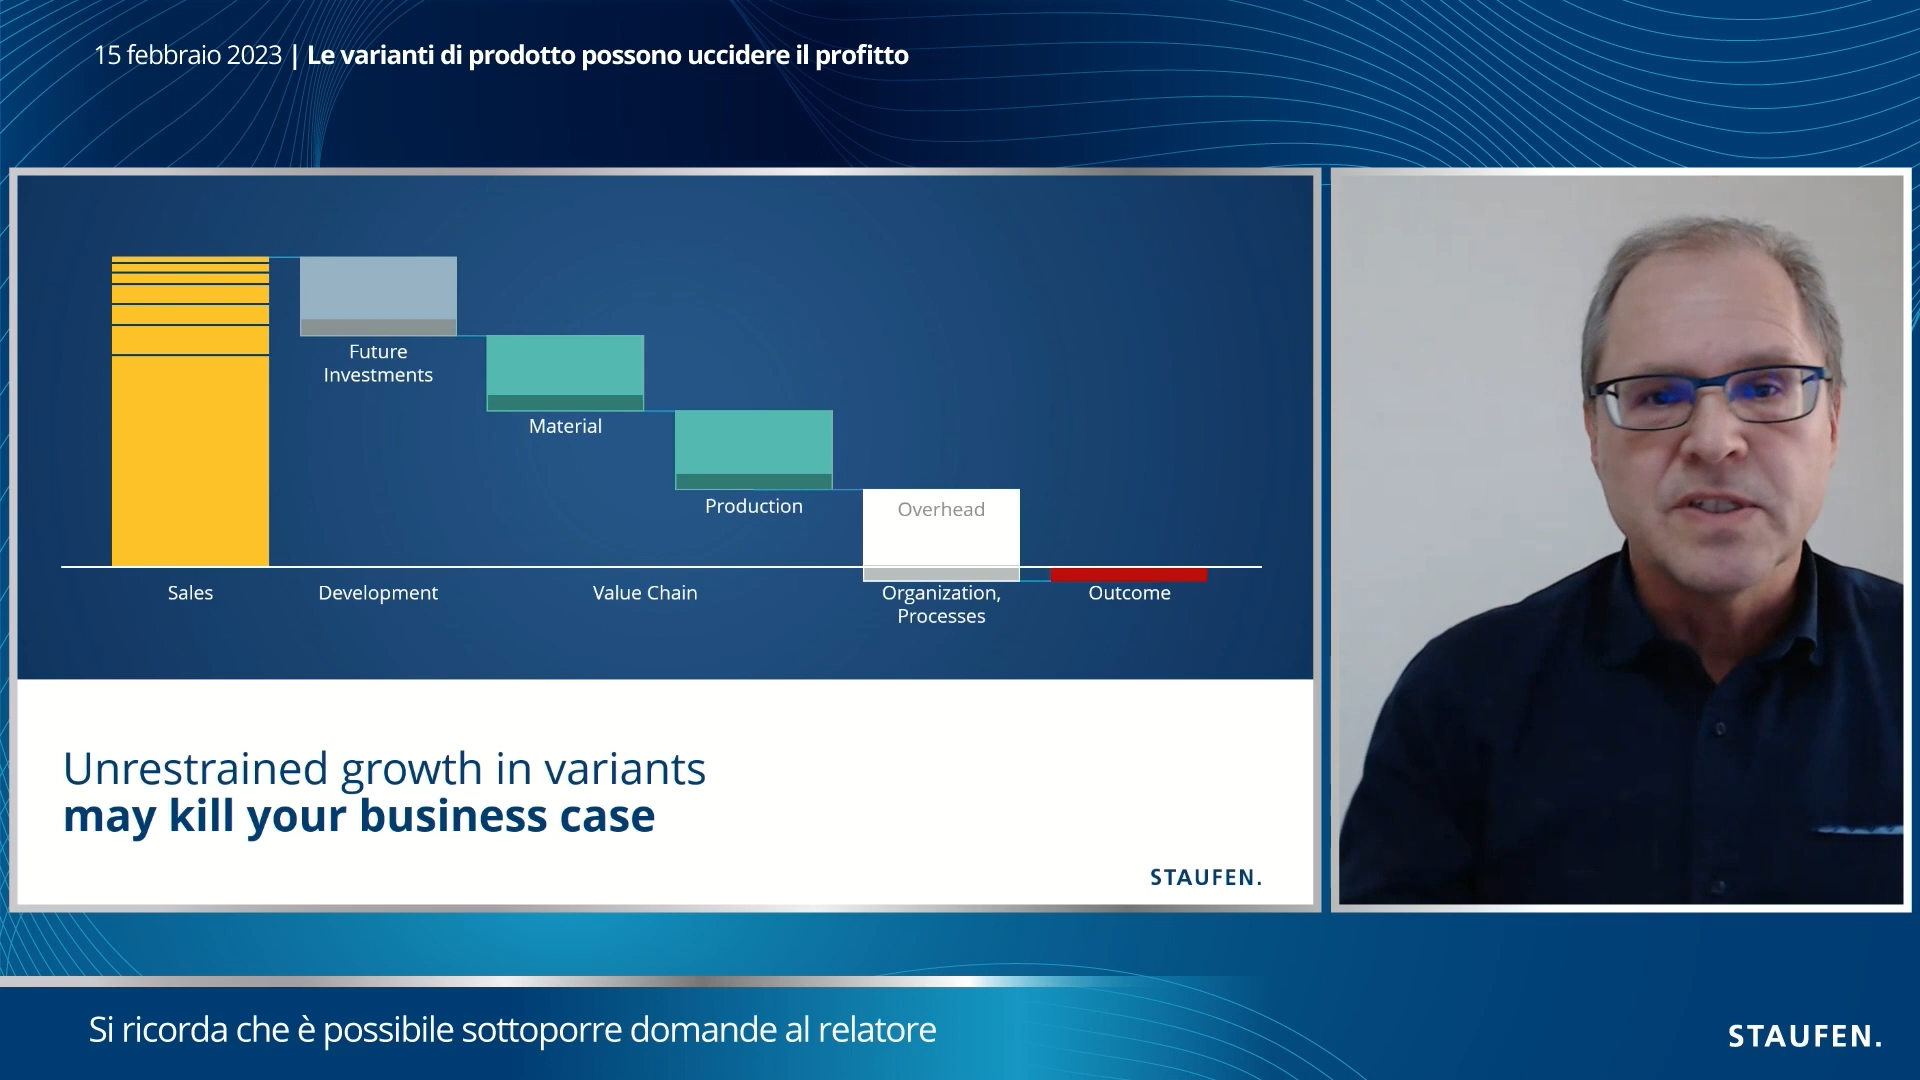 15 febbraio 2023 | Le varianti di prodotto possono uccidere il profitto
Future
Investments
Material
Production
Overhead
Sales
Development
Value Chain
Organization,
Processes
Outcome
Unrestrained growth in variants
may kill your business case
STAUFEN.
Si ricorda che è possibile sottoporre domande al relatore
STAUFEN.